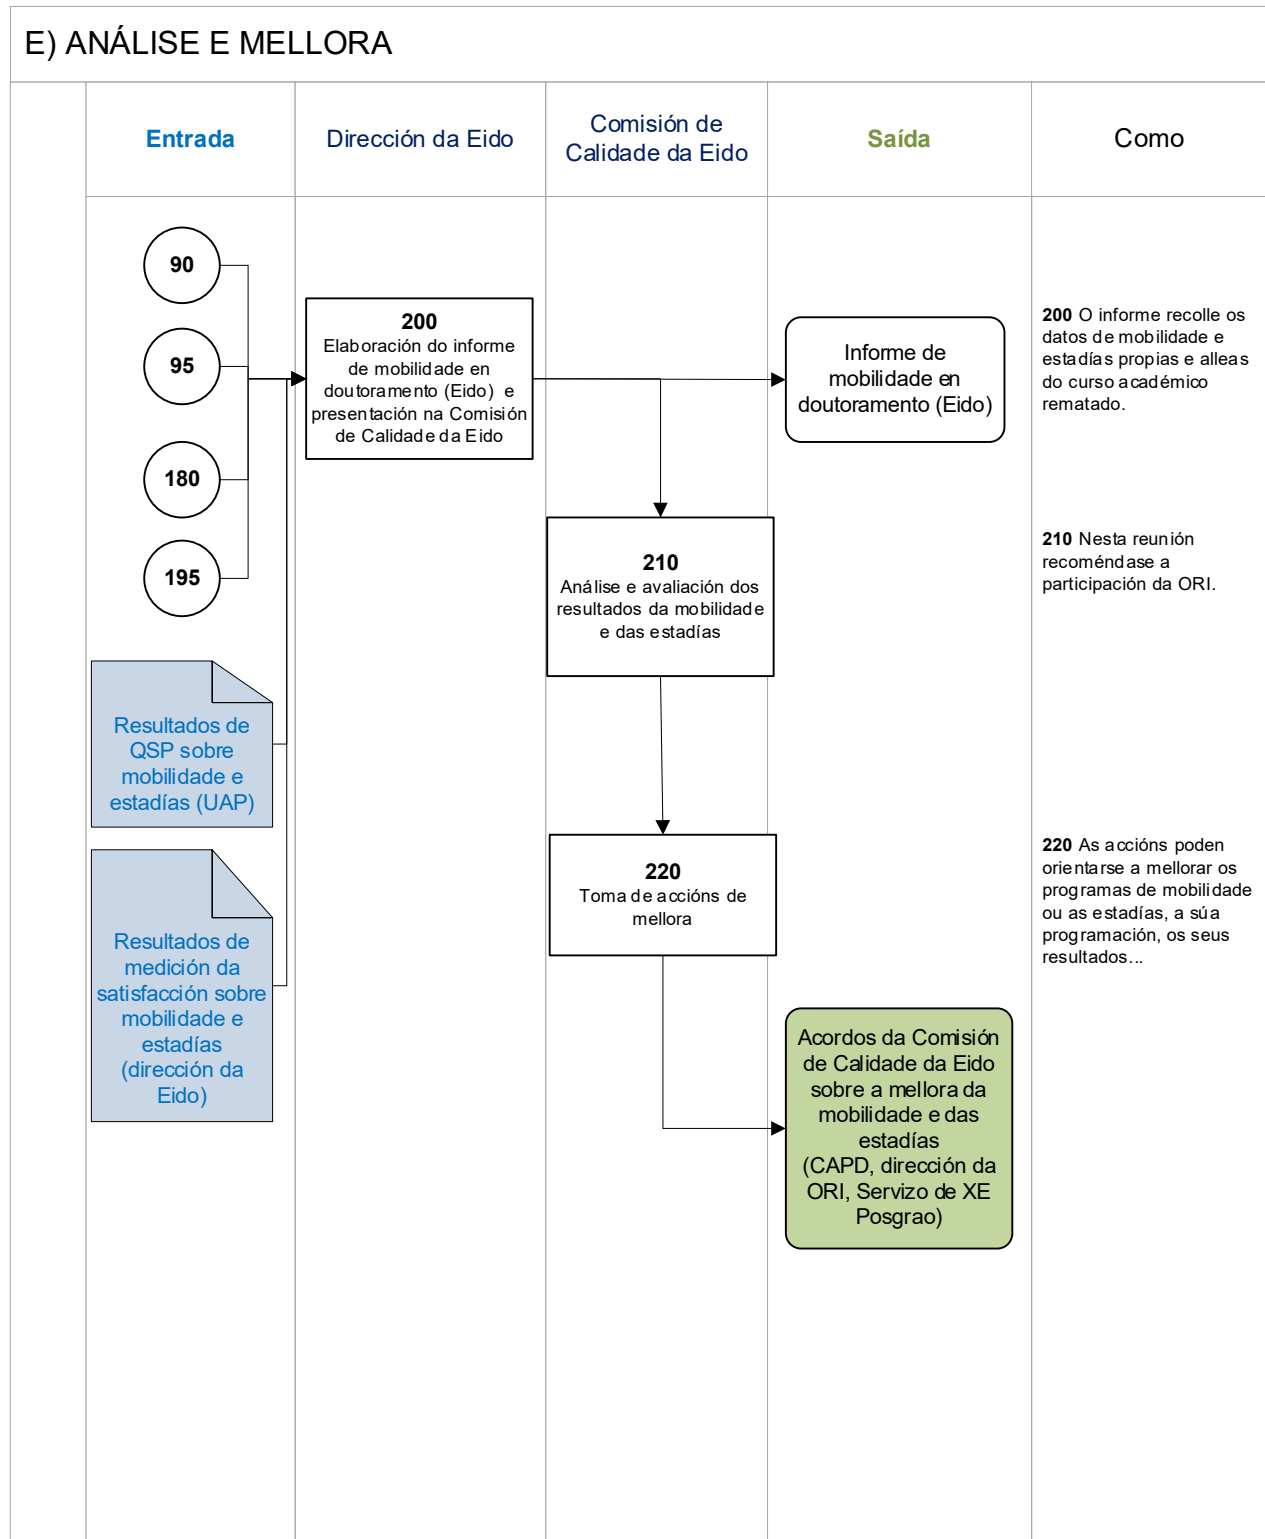 E) ANÁLISE E MELLORA
Entrada
Dirección da Eido
Comisión de
Calidade da Eido
Saída
Como
90
95
180
195
Resultados de
QSP sobre
mobilidade e
estadías (UAP)
Resultados de
medición da
satisfacción sobre
mobilidade e
estadías
(dirección da
Eido)
200
Elaboración do informe
de mobilidade en
doutoramento (Eido) e
presentación na Comisión
de Calidade da Eido
210
Análise e avaliación dos
resultados da mobilidade
e das estadías
220
Toma de accións de
mellora
Informe de
mobilidade en
doutoramento (Eido)
Acordos da Comisión
de Calidade da Eido
sobre a mellora da
mobilidade e das
estadías
(CAPD, dirección da
ORI, Servizo de XE
Posgrao)
200 O informe recolle os
datos de mobilidade e
estadías propias e alleas
do curso académico
rematado.
210 Nesta reunión
recoméndase a
participación da ORI.
220 As accións poden
orientarse a mellorar os
programas de mobilidade
ou as estadías, a súa
programación, os seus
resultados...